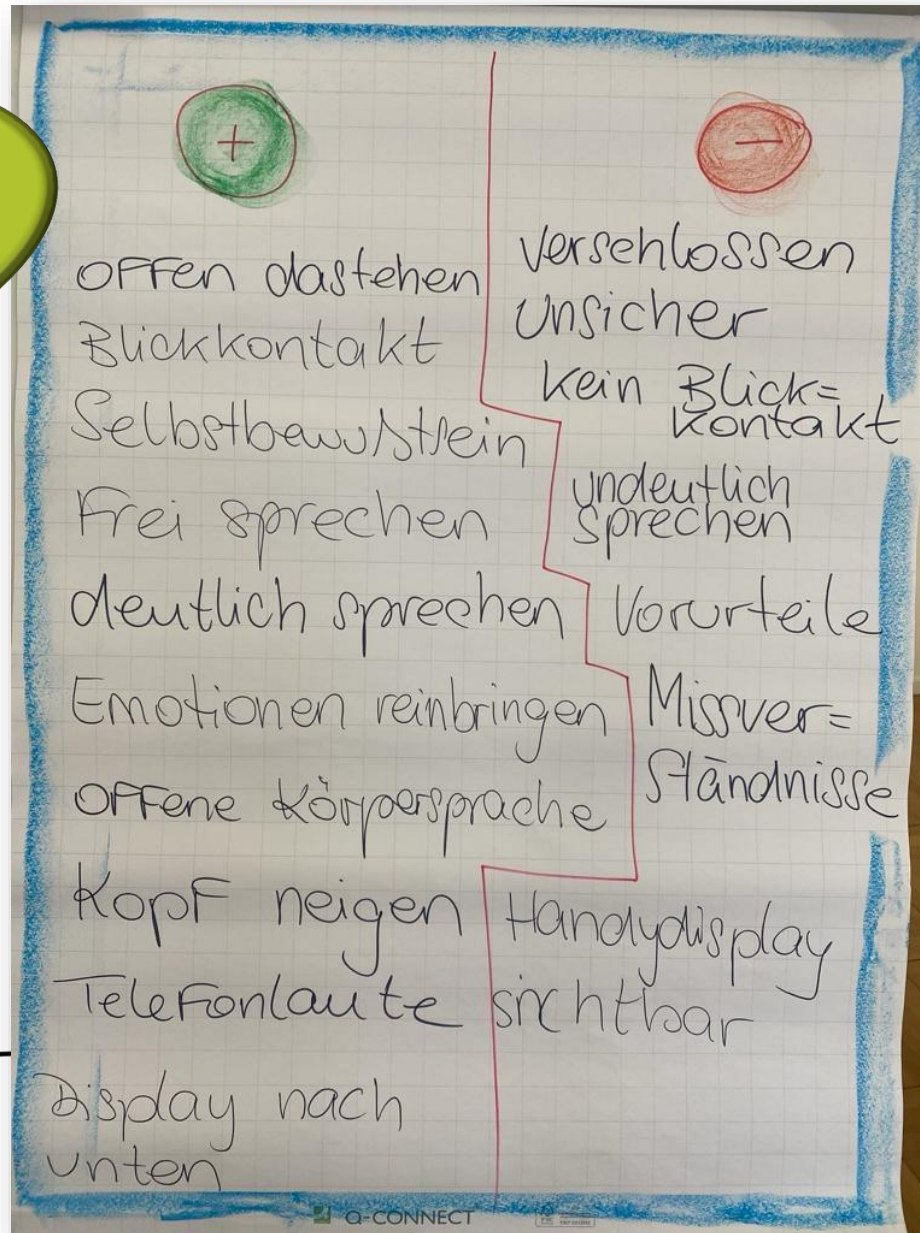 +
OFFen dastehen
Blickkontakt
Selbstbewustsein
Frei sprechen
deutlich sprechen
Emotionen reinbringen
OFFene Körpersprache
KopF neigen
TeleFonlaute
Display nach
unten
-
Verschlossen
Unsicher
kein Blick=
kontakt
undeutlich
sprechen
Vorurteile
Missver=
ständnisse
Handydisplay
sichtbar
Q-CONNECT